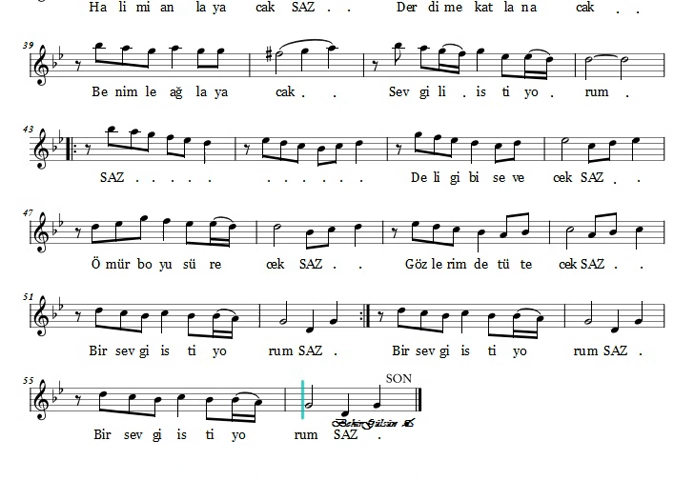 Ha li mi an la ya cak SAZ . . Der di me kat la na cak . .
39
Be nim le ağ la ya cak . . Sev gi li . is ti yo . rum .
43
SAZ . . . . . . . . . . . De li gi bi se ve cek SAZ . .
47
Ö mür bo yu sü re cek SAZ . . Göz le rim de tü te cek SAZ . .
51
Bir sev gi is ti yo rum SAZ . Bir sev gi is ti yo rum SAZ .
55
SON
Bir sev gi is ti yo rum SAZ .